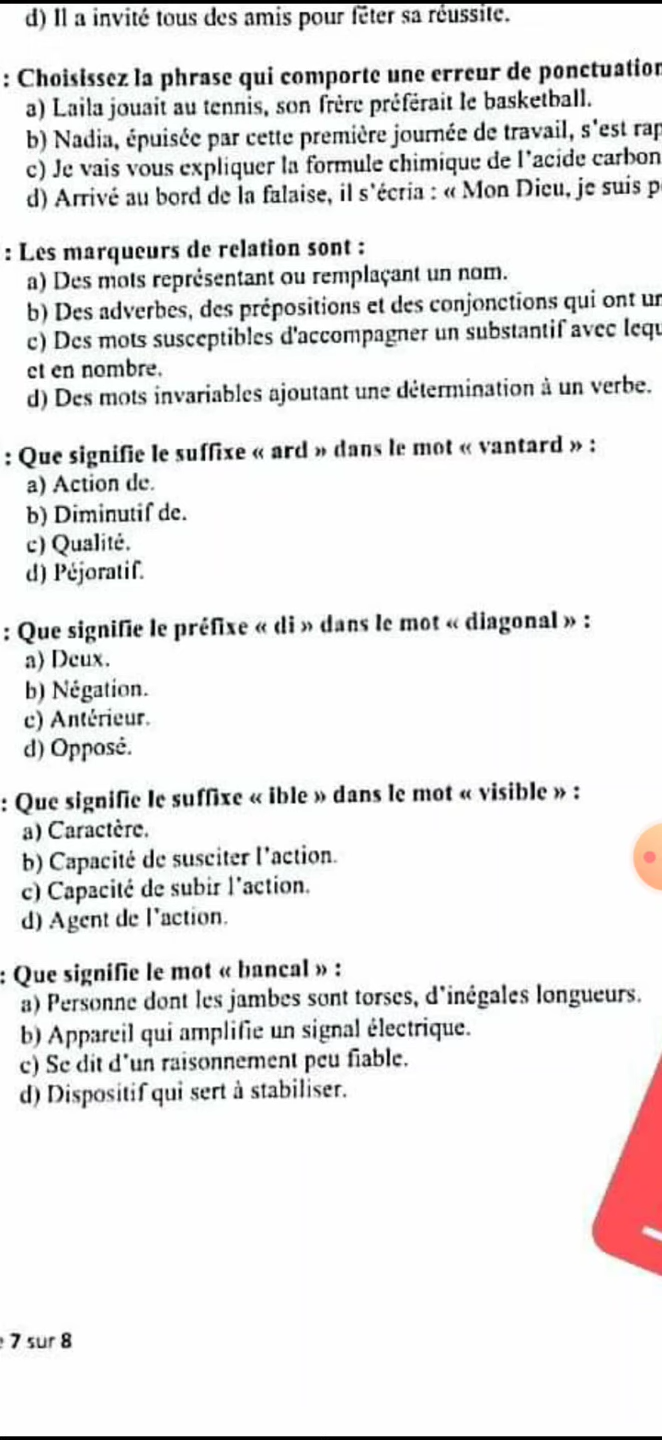 d) Il a invité tous des amis pour fêter sa réussite.
: Choisissez la phrase qui comporte une erreur de ponctuation
a) Laila jouait au tennis, son frère préférait le basketball.
b) Nadia, épuisée par cette première journée de travail, s'est rap
c) Je vais vous expliquer la formule chimique de l'acide carbon
d) Arrivé au bord de la falaise, il s'écria : « Mon Dieu, je suis p
: Les marqueurs de relation sont :
a) Des mots représentant ou remplaçant un nom.
b) Des adverbes, des prépositions et des conjonctions qui ont un
c) Des mots susceptibles d'accompagner un substantif avec lequ
et en nombre.
d) Des mots invariables ajoutant une détermination à un verbe.
: Que signifie le suffixe « ard » dans le mot « vantard » :
a) Action de.
b) Diminutif de.
c) Qualité.
d) Péjoratif.
: Que signifie le préfixe « di » dans le mot « diagonal » :
a) Deux.
b) Négation.
c) Antérieur.
d) Opposé.
: Que signifie le suffixe « ible » dans le mot « visible » :
a) Caractère.
b) Capacité de susciter l'action.
c) Capacité de subir l'action.
d) Agent de l'action.
: Que signifie le mot « bancal » :
a) Personne dont les jambes sont torses, d'inégales longueurs.
b) Appareil qui amplifie un signal électrique.
c) Se dit d'un raisonnement peu fiable.
d) Dispositif qui sert à stabiliser.
e 7 sur 8